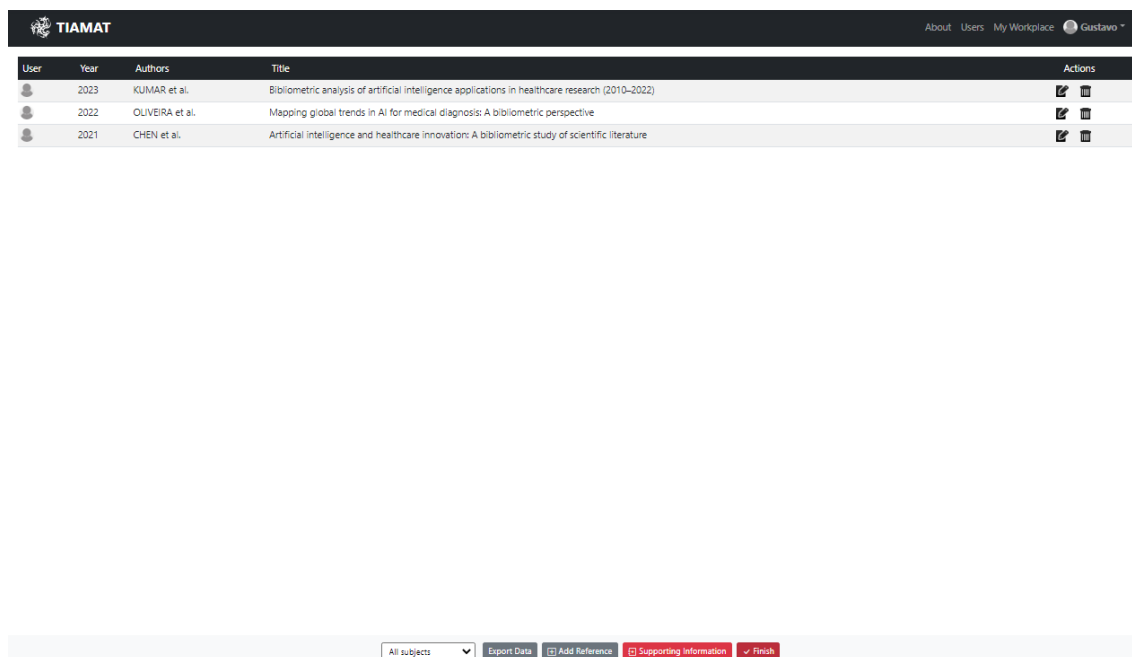 TIAMAT About Users My Workplace Gustavo
User Year Authors Title Actions
2023 KUMAR et al. Bibliometric analysis of artificial intelligence applications in healthcare research (2010–2022)
2022 OLIVEIRA et al. Mapping global trends in AI for medical diagnosis: A bibliometric perspective
2021 CHEN et al. Artificial intelligence and healthcare innovation: A bibliometric study of scientific literature
All subjects Export Data Add Reference Supporting Information Finish